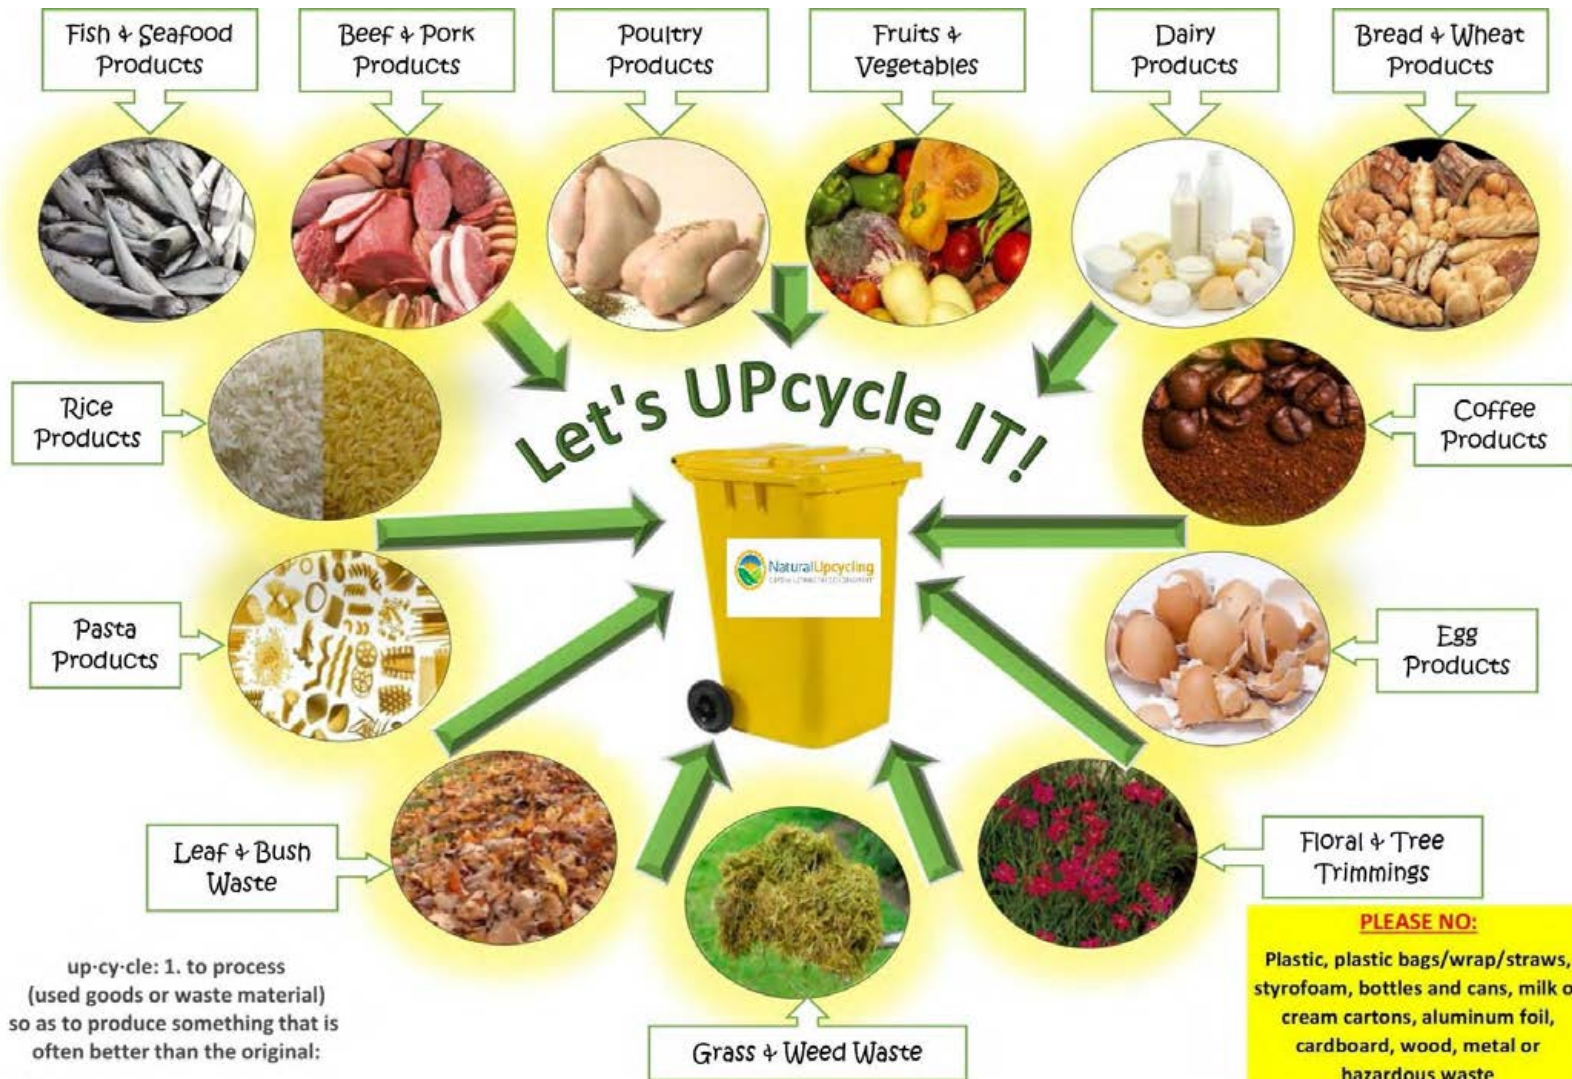 Fish & Seafood
Products
Beef & Pork
Products
Poultry
Products
Fruits &
Vegetables
Dairy
Products
Bread & Wheat
Products
Rice
Products
Let's UPcycle IT!
Coffee
Products
NaturalUpcycling
Pasta
Products
Egg
Products
Leaf & Bush
Waste
Floral & Tree
Trimmings
Grass & Weed Waste
up·cy·cle: 1. to process
(used goods or waste material)
so as to produce something that is
often better than the original:
PLEASE NO:
Plastic, plastic bags/wrap/straws,
styrofoam, bottles and cans, milk o
cream cartons, aluminum foil,
cardboard, wood, metal or
hazardous waste